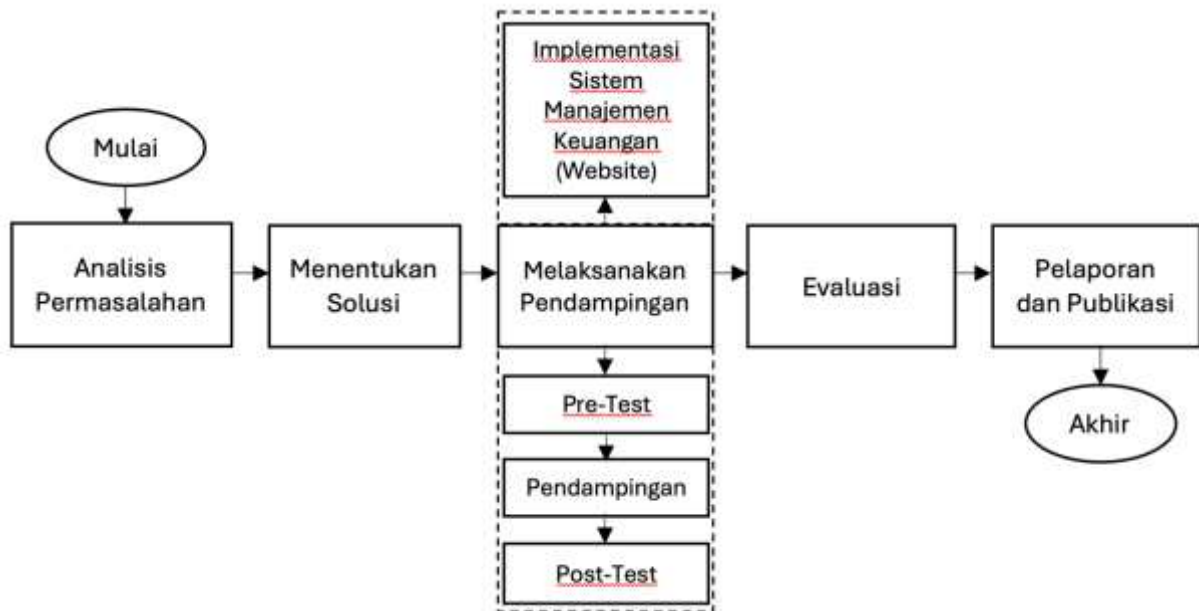 Mulai
Analisis
Permasalahan
Menentukan
Solusi
Implementasi
Sistem
Manajemen
Keuangan
(Website)
Melaksanakan
Pendampingan
Pre-Test
Pendampingan
Post-Test
Evaluasi
Pelaporan
dan Publikasi
Akhir